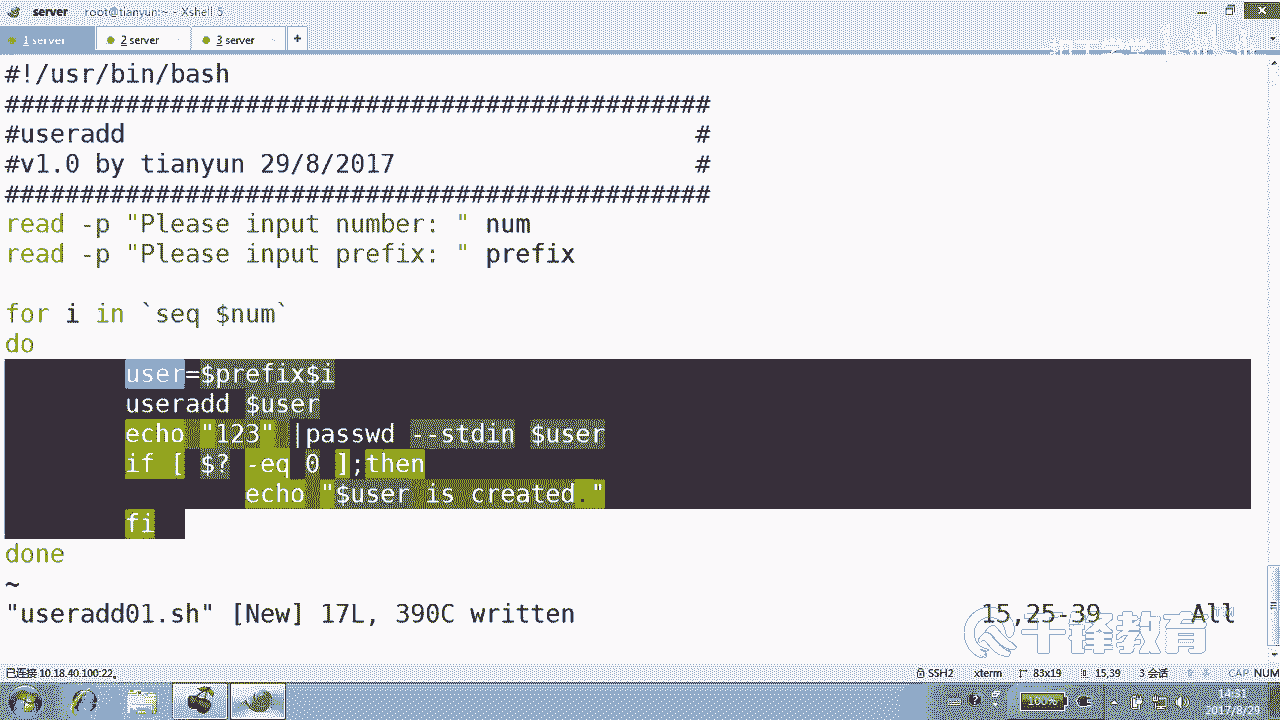 server root@tianyun:~ - Xshell 5
1 server 2 server 3 server +
#!/usr/bin/bash
###############################################
#useradd #
#v1.0 by tianyun 29/8/2017 #
###############################################
read -p "Please input number: " num
read -p "Please input prefix: " prefix
for i in `seq $num`
do
user=$prefix$i
useradd $user
echo "123" |passwd --stdin $user
if [ $? -eq 0 ];then
echo "$user is created."
fi
done
~
"useradd01.sh" [New] 17L, 390C written 15,25-39 All
千锋教育
已连接 10.18.40.100:22。 SSH2 xterm 83x19 15,39 3 会话 CAP NUM
100% 14:51
2017/8/29